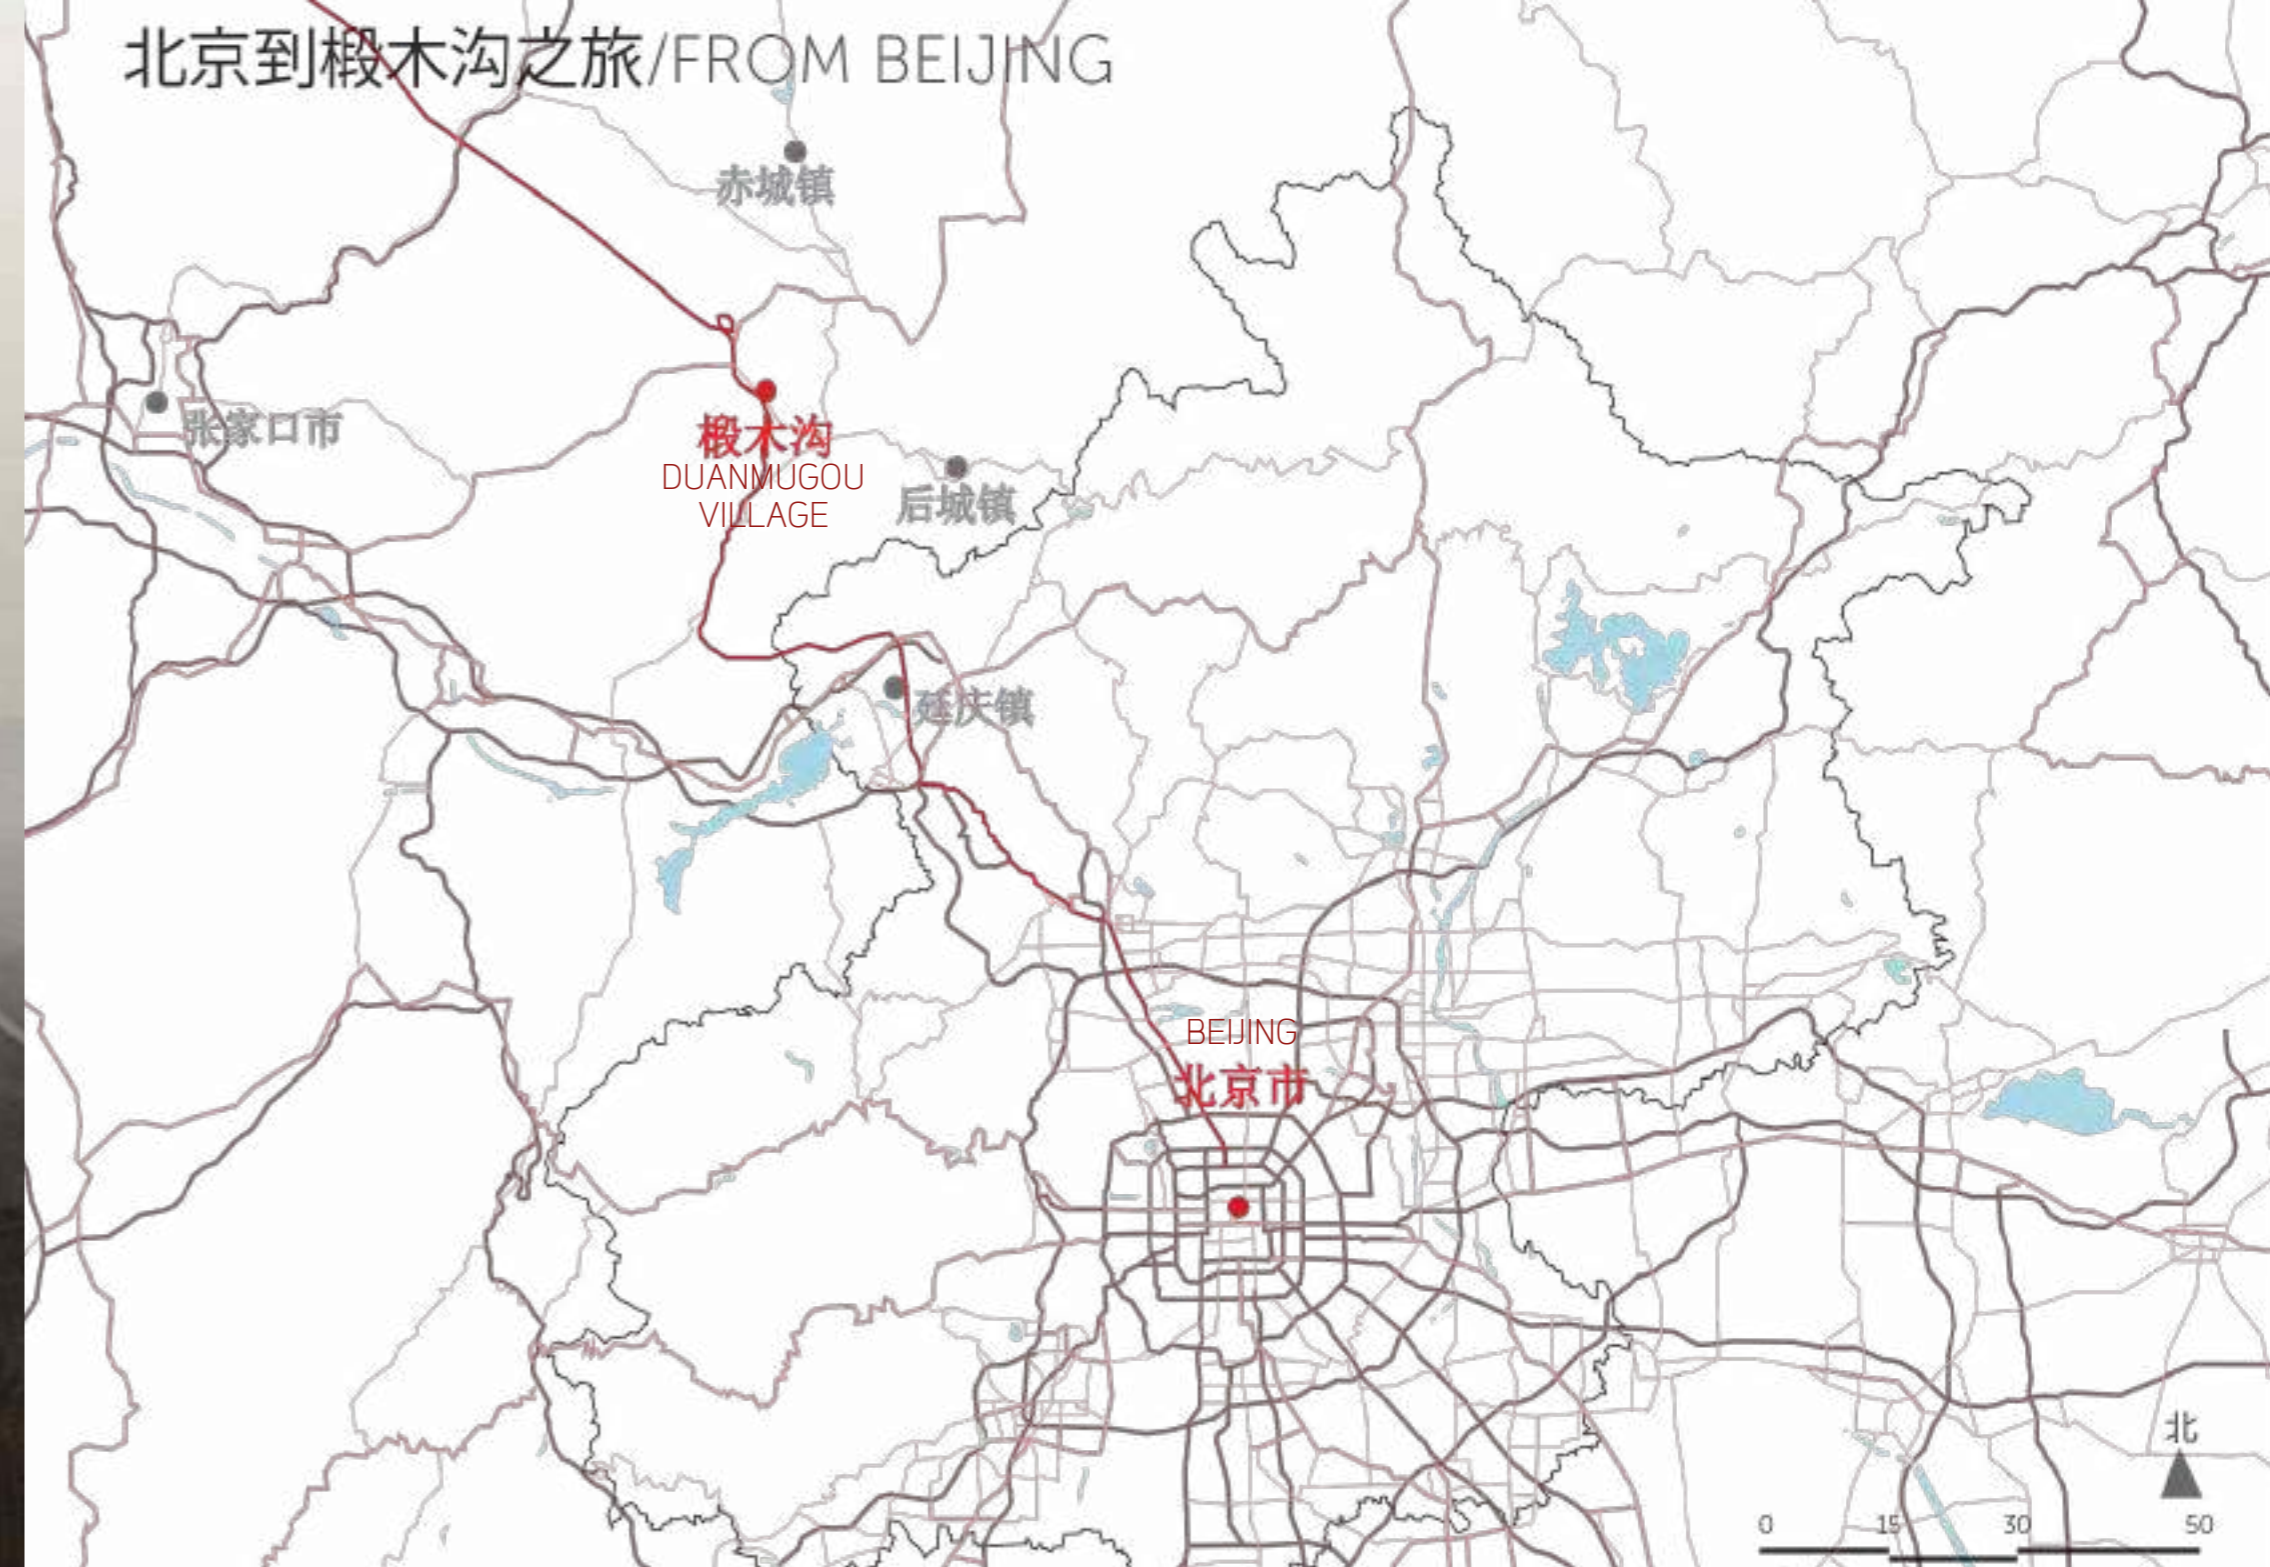 北京到椴木沟之旅/FROM BEIJING
赤城镇
张家口市
椴木沟
DUANMUGOU
VILLAGE
后城镇
延庆镇
BEIJING
北京市
北
0 15 30 50